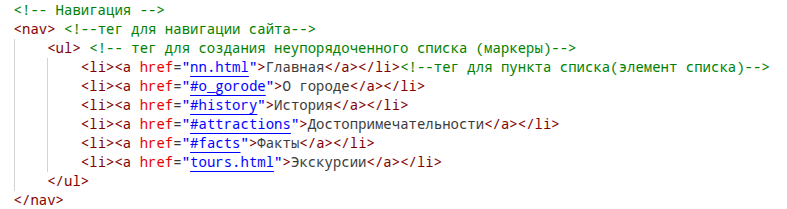 <!-- Навигация -->
<nav> <!--тег для навигации сайта-->
<ul> <!-- тег для создания неупорядоченного списка (маркеры)-->
<li><a href="nn.html">Главная</a></li><!--тег для пункта списка(элемент списка)-->
<li><a href="#o_gorode">О городе</a></li>
<li><a href="#history">История</a></li>
<li><a href="#attractions">Достопримечательности</a></li>
<li><a href="#facts">Факты</a></li>
<li><a href="tours.html">Экскурсии</a></li>
</ul>
</nav>